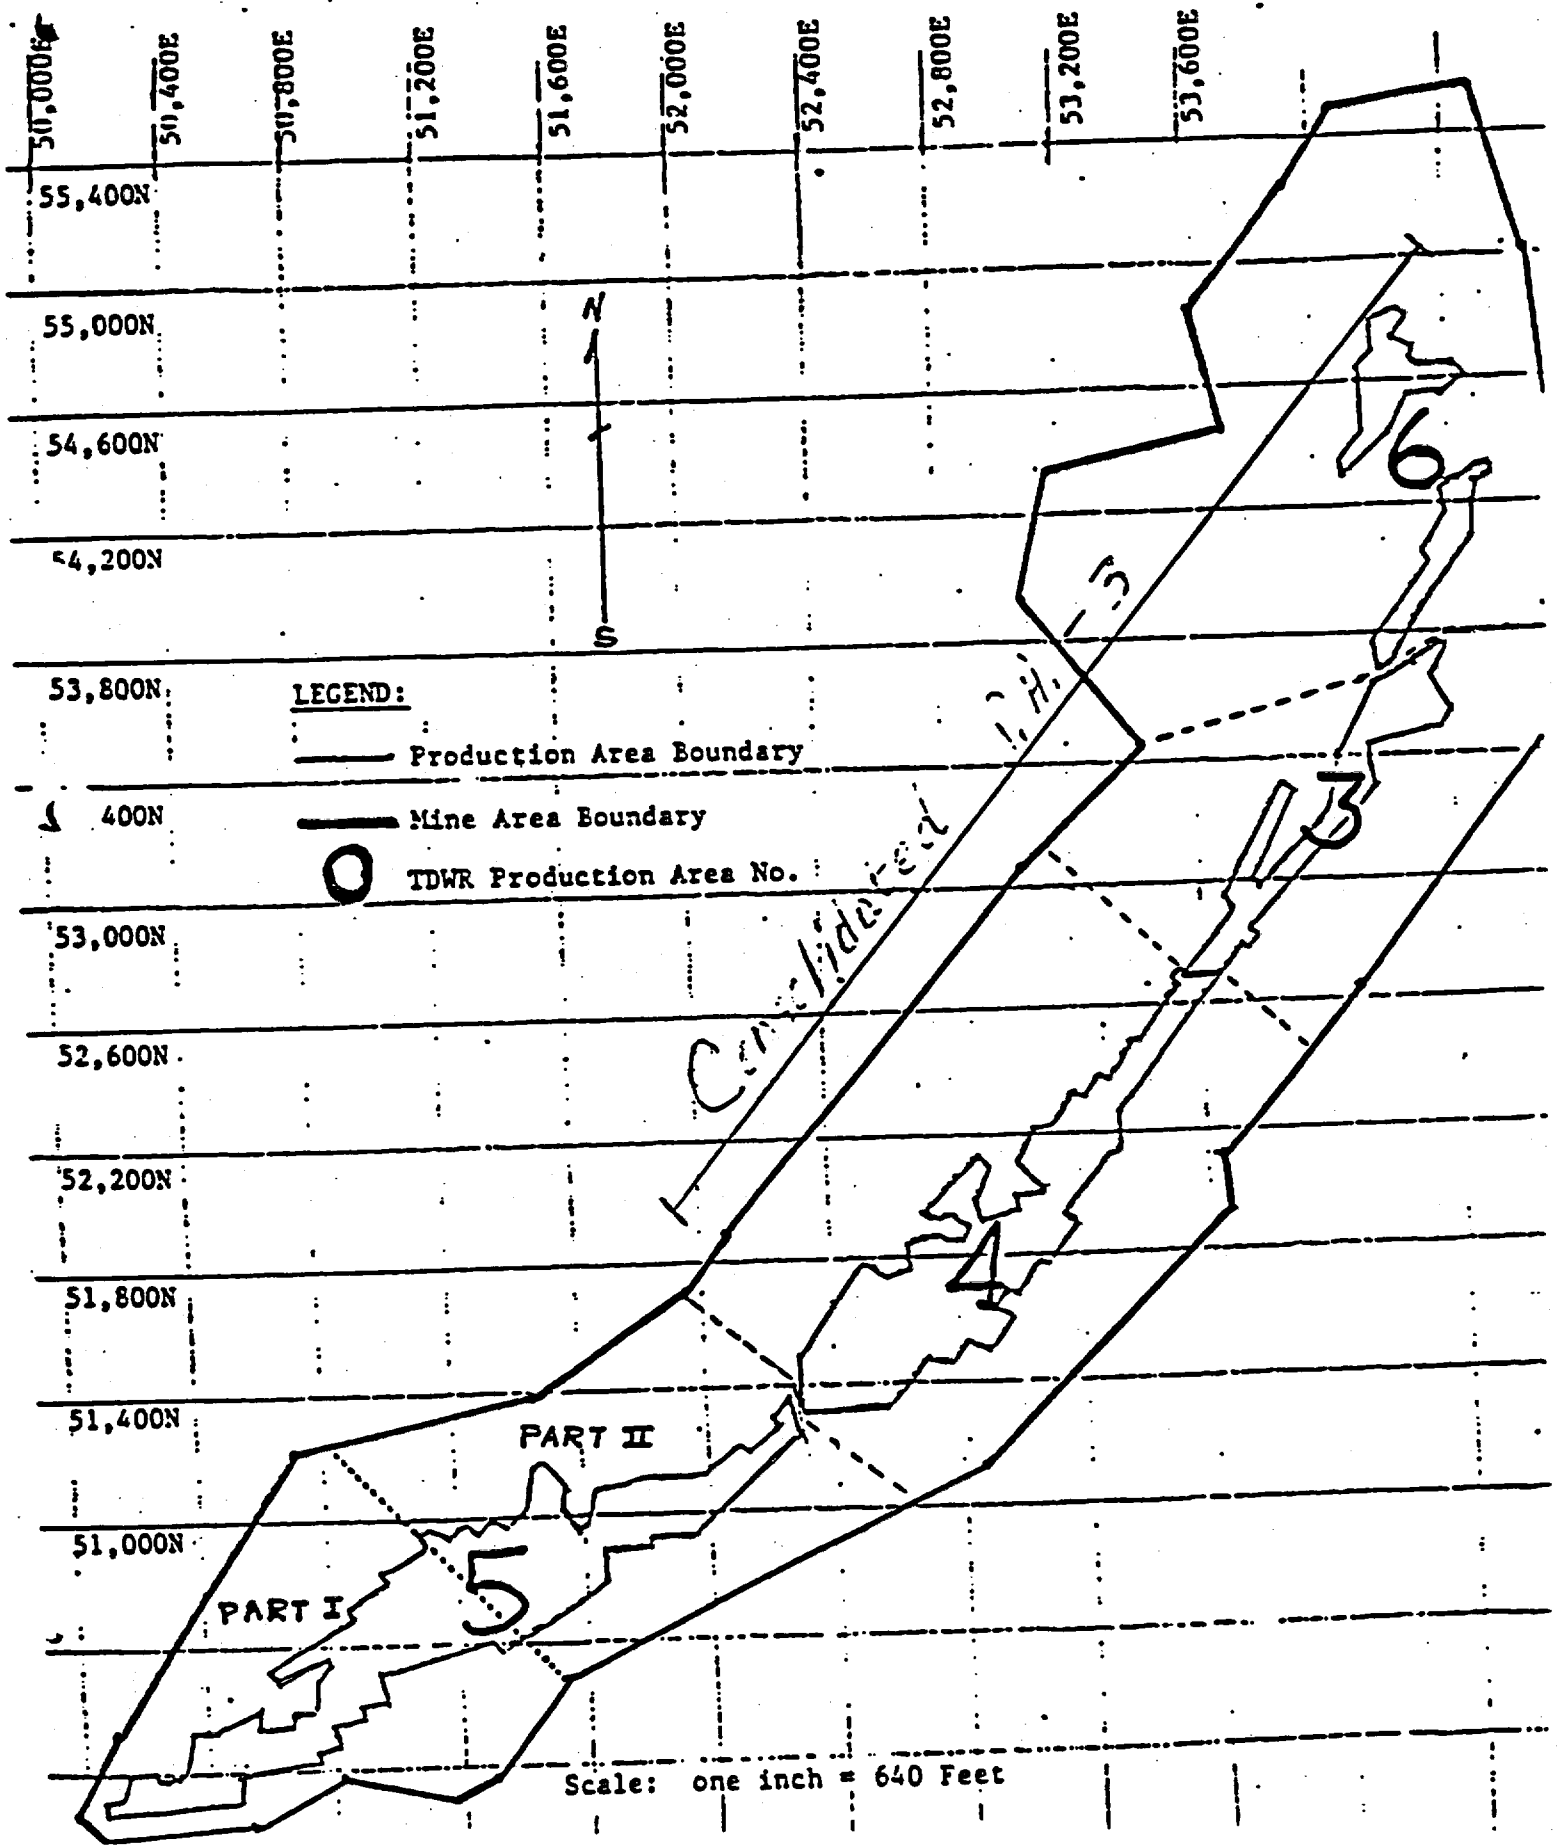 50,000E 50,400E 50,800E 51,200E 51,600E 52,000E 52,400E 52,800E 53,200E 53,600E
55,400N
55,000N
N
54,600N
6
54,200N
S
53,800N
LEGEND:
Production Area Boundary
400N
Mine Area Boundary
3
TDWR Production Area No.
53,000N
52,600N
52,200N
4
51,800N
51,400N
PART II
51,000N
5
PART I
Scale: one inch = 640 Feet